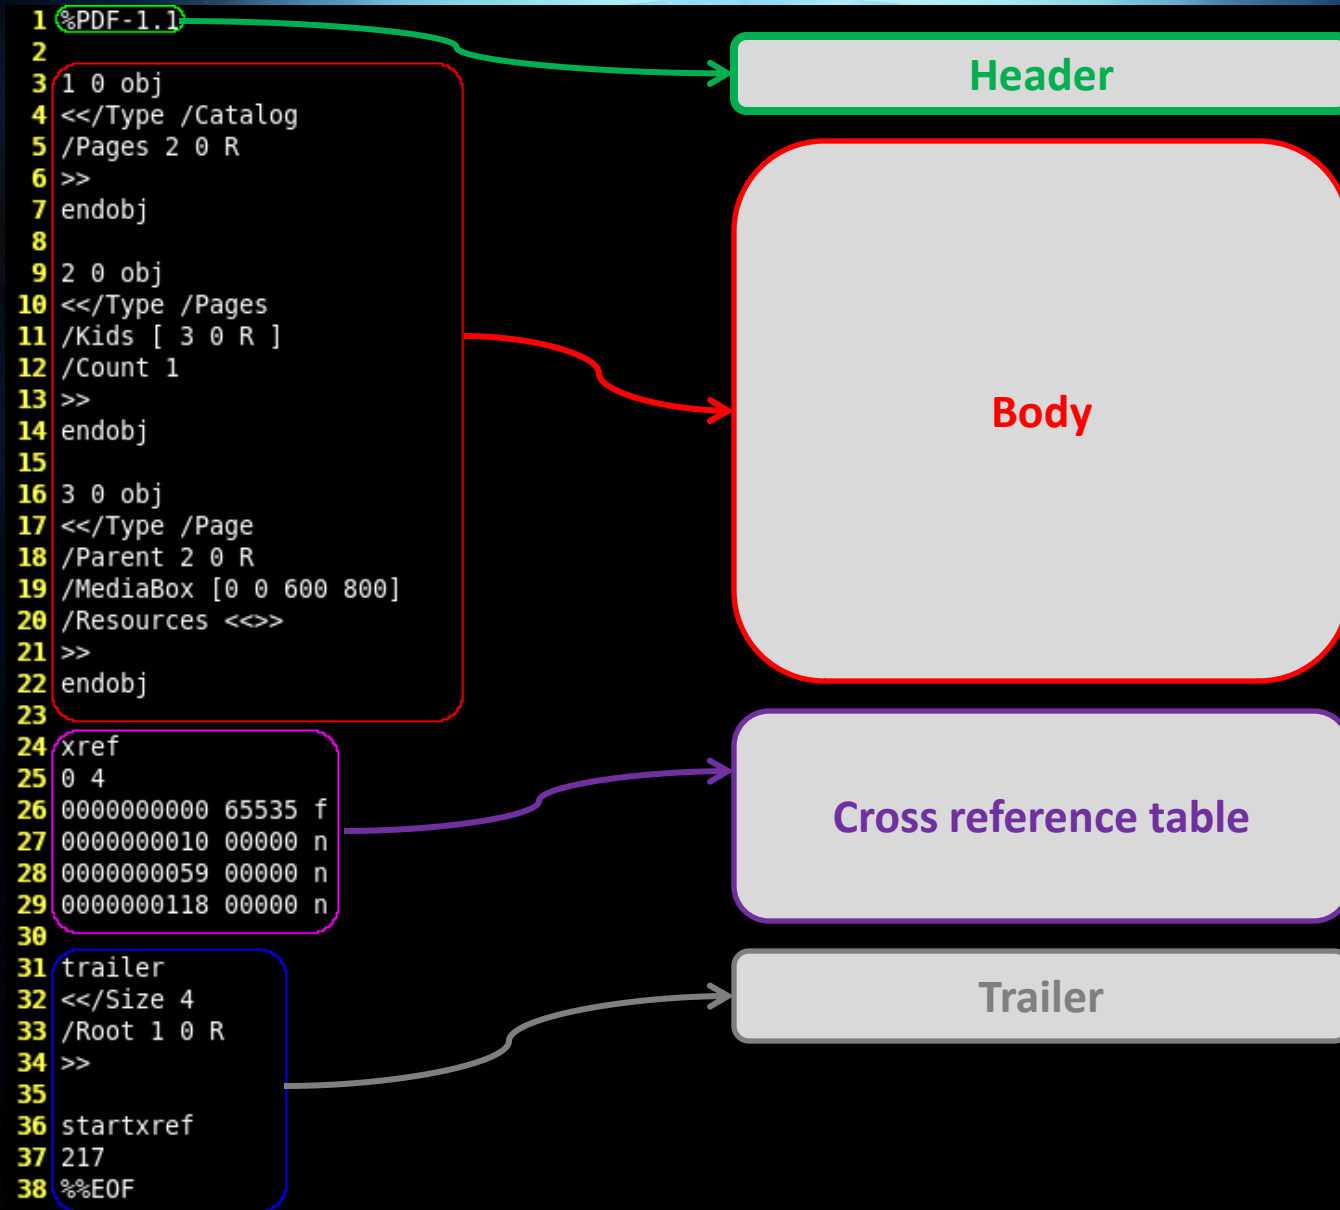 1 %PDF-1.1
2
3 1 0 obj
4 <</Type /Catalog
5 /Pages 2 0 R
6 >>
7 endobj
8
9 2 0 obj
10 <</Type /Pages
11 /Kids [ 3 0 R ]
12 /Count 1
13 >>
14 endobj
15
16 3 0 obj
17 <</Type /Page
18 /Parent 2 0 R
19 /MediaBox [0 0 600 800]
20 /Resources <<>>
21 >>
22 endobj
23
24 xref
25 0 4
26 0000000000 65535 f
27 0000000010 00000 n
28 0000000059 00000 n
29 0000000118 00000 n
30
31 trailer
32 <</Size 4
33 /Root 1 0 R
34 >>
35
36 startxref
37 217
38 %%EOF
Header
Body
Cross reference table
Trailer